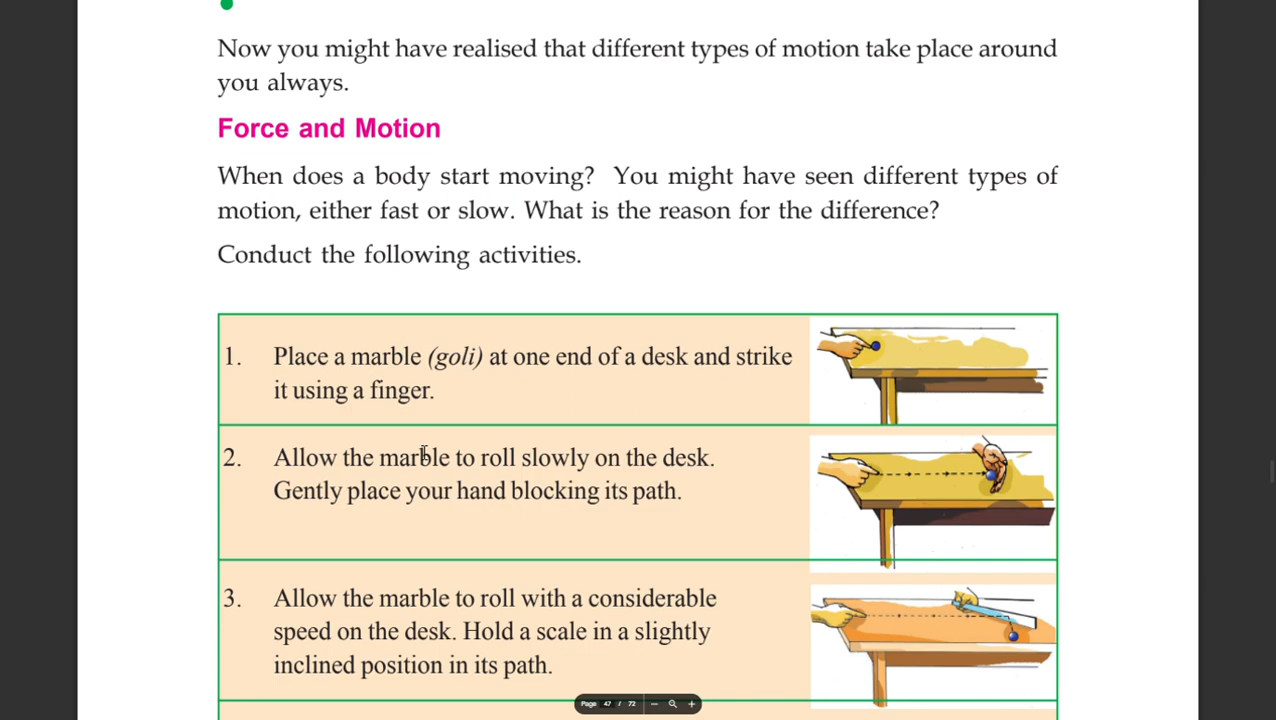 Now you might have realised that different types of motion take place around
you always.
Force and Motion
When does a body start moving? You might have seen different types of
motion, either fast or slow. What is the reason for the difference?
Conduct the following activities.
1. Place a marble (goli) at one end of a desk and strike
it using a finger.
2. Allow the marble to roll slowly on the desk.
Gently place your hand blocking its path.
3. Allow the marble to roll with a considerable
speed on the desk. Hold a scale in a slightly
inclined position in its path.
Page 47 / 72